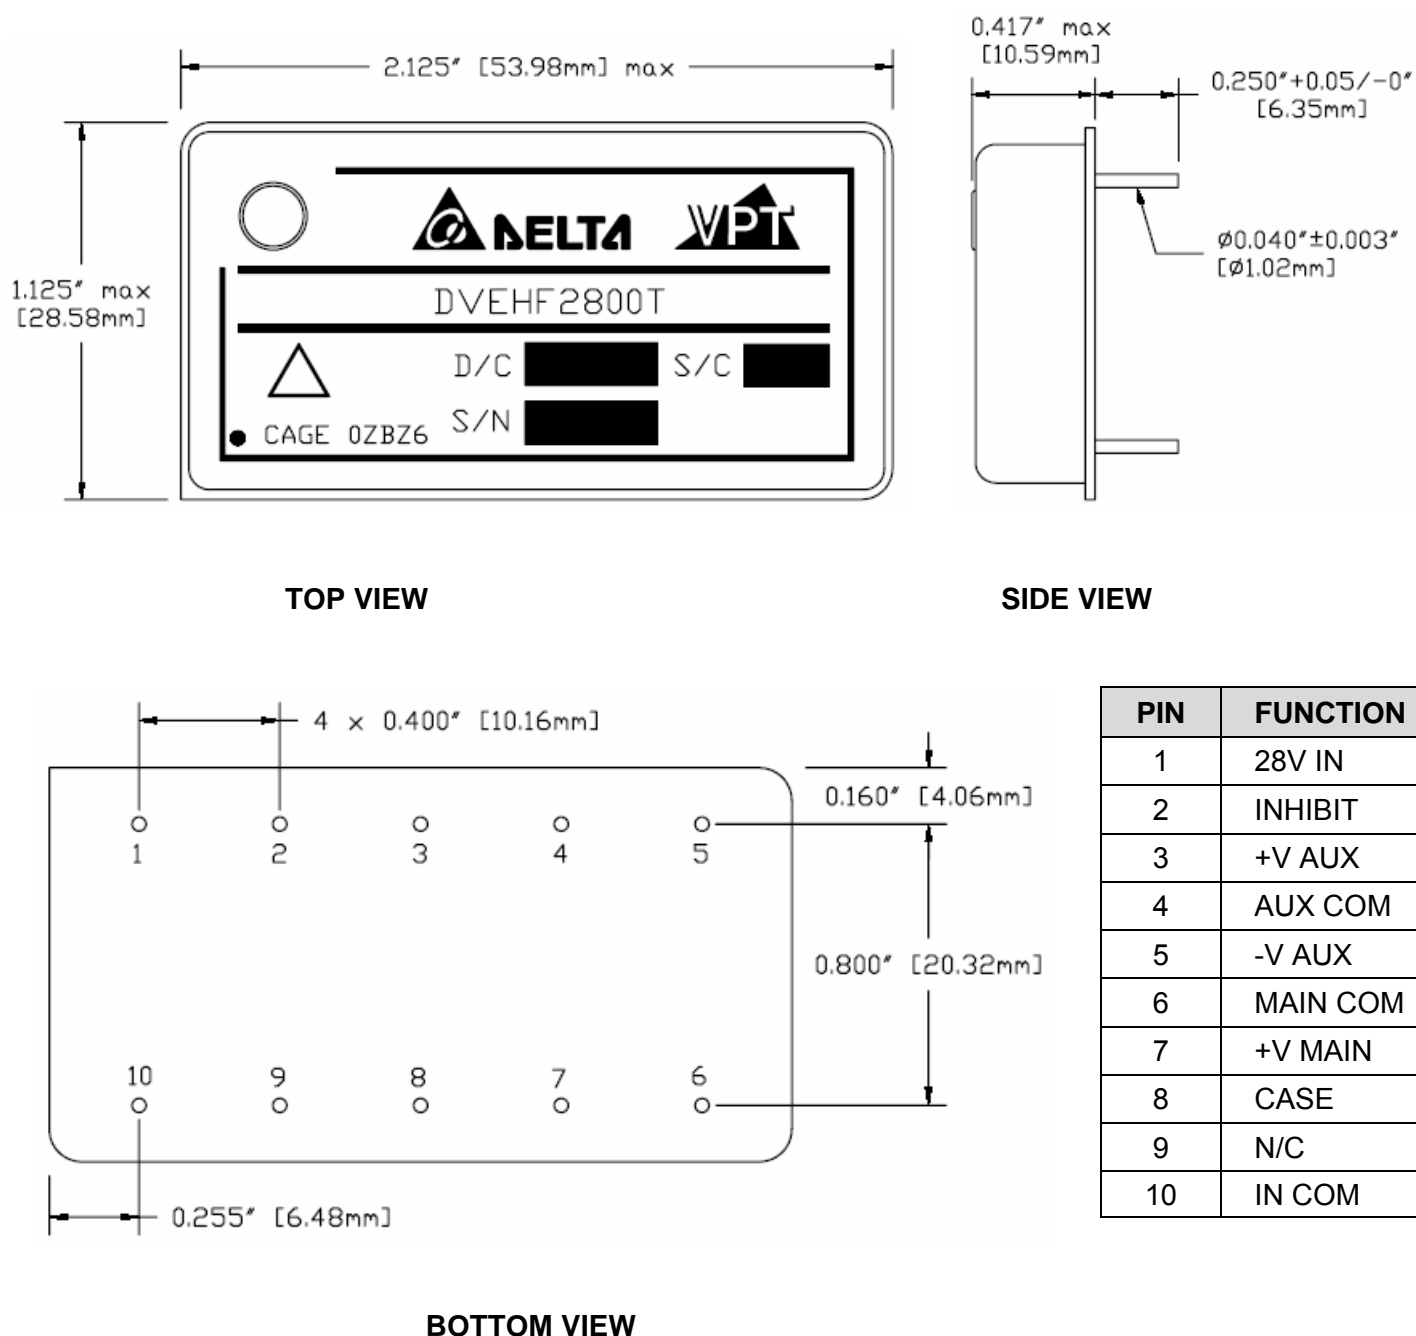 2.125" [53.98mm] max
0.417" max
[10.59mm]
0.250"+0.05/-0"
[6.35mm]
1.125" max
[28.58mm]
DELTA VPT
DVEHF2800T
D/C S/C
S/N
CAGE 0ZBZ6
ø0.040"±0.003"
[ø1.02mm]
TOP VIEW
SIDE VIEW
4 x 0.400" [10.16mm]
0.160" [4.06mm]
1 2 3 4 5
0.800" [20.32mm]
10 9 8 7 6
0.255" [6.48mm]
BOTTOM VIEW
PIN FUNCTION
1 28V IN
2 INHIBIT
3 +V AUX
4 AUX COM
5 -V AUX
6 MAIN COM
7 +V MAIN
8 CASE
9 N/C
10 IN COM